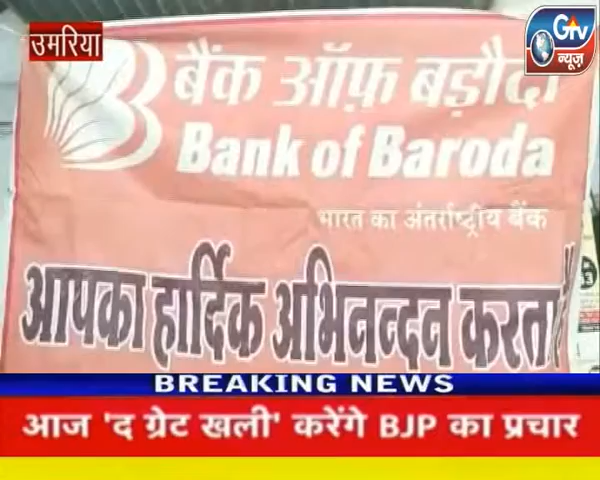 उमरिया
Gtv
न्यूज़
बैंक ऑफ़ बड़ौदा
Bank of Baroda
भारत का अंतर्राष्ट्रीय बैंक
आपका हार्दिक अभिनन्दन करता है
BREAKING NEWS
आज 'द ग्रेट खली' करेंगे BJP का प्रचार